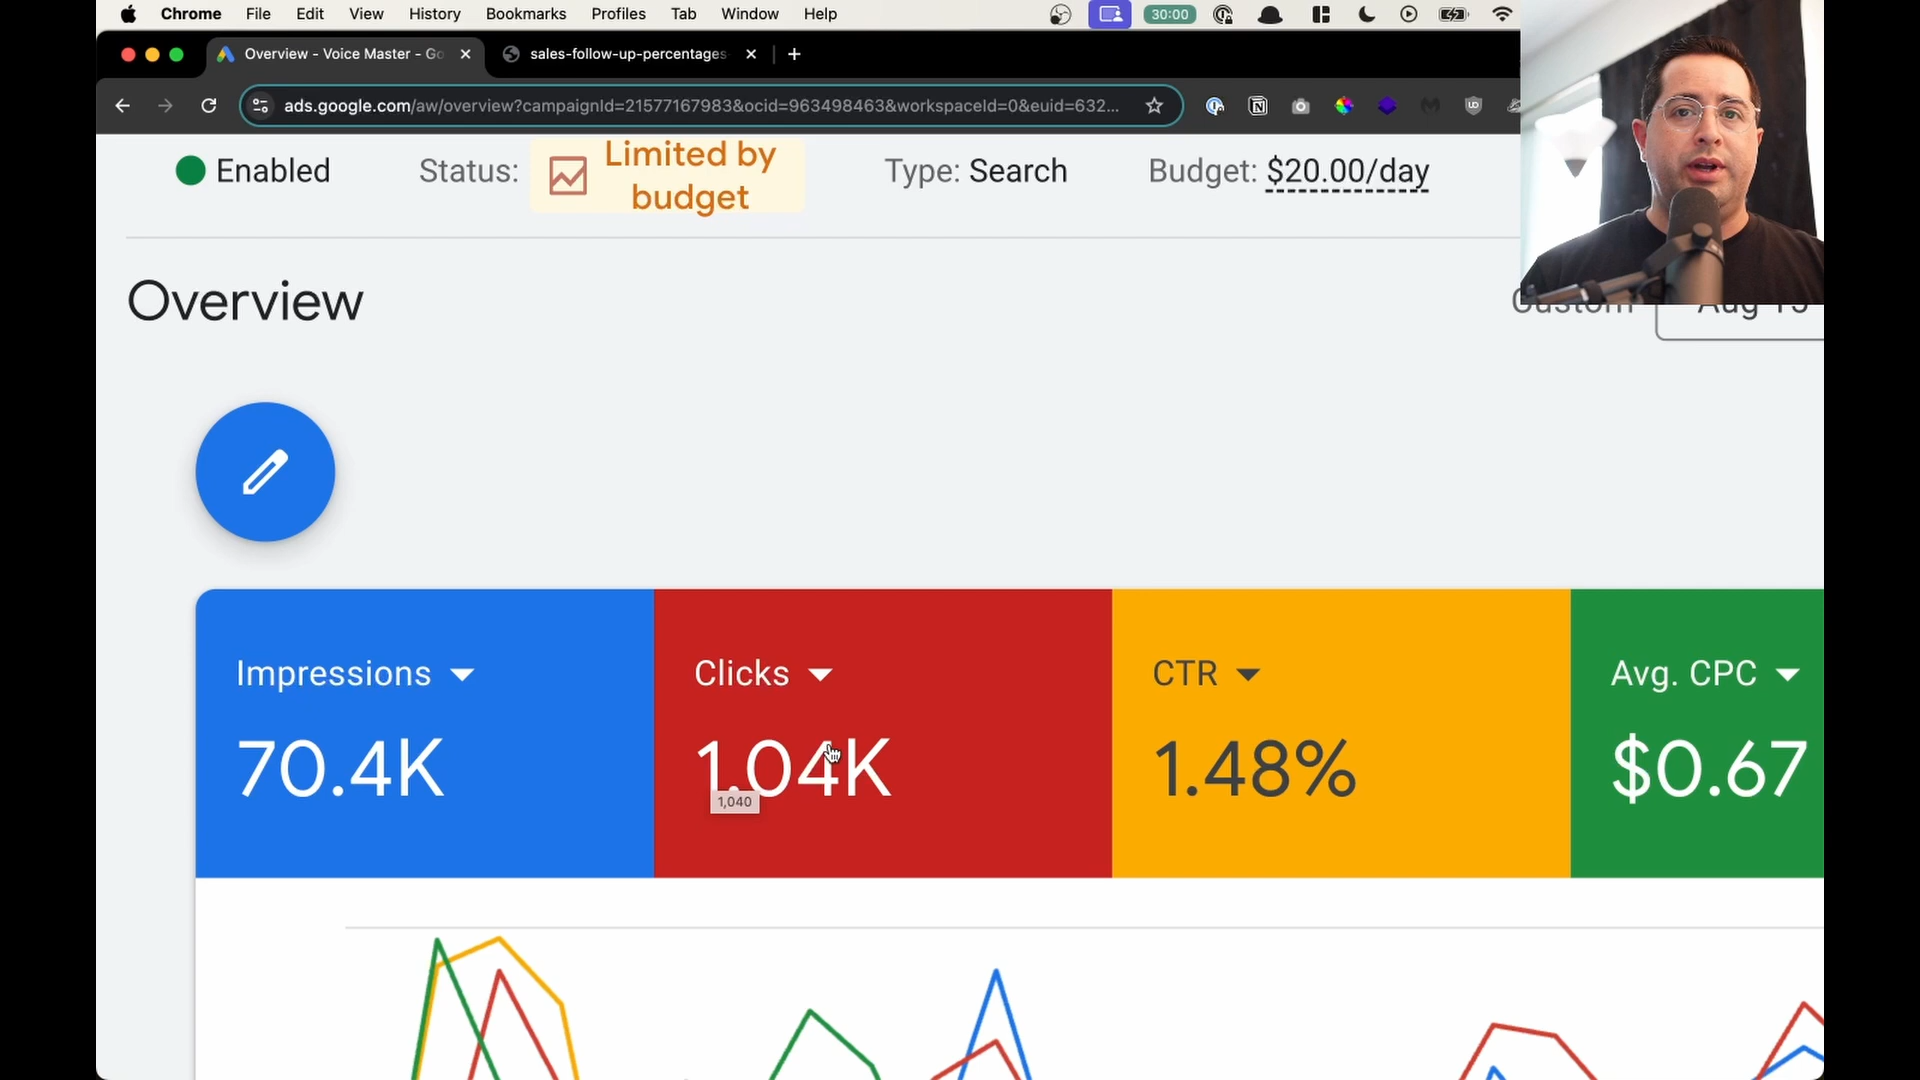 Chrome File Edit View History Bookmarks Profiles Tab Window Help 30:00
Overview - Voice Master - Go sales-follow-up-percentages
ads.google.com/aw/overview?campaignId=21577167983&ocid=963498463&workspaceId=0&euid=632...
Enabled Status: Limited by budget Type: Search Budget: $20.00/day
Overview
Custom Aug 13
Impressions Clicks CTR Avg. CPC
70.4K 1.04K 1.48% $0.67
1,040